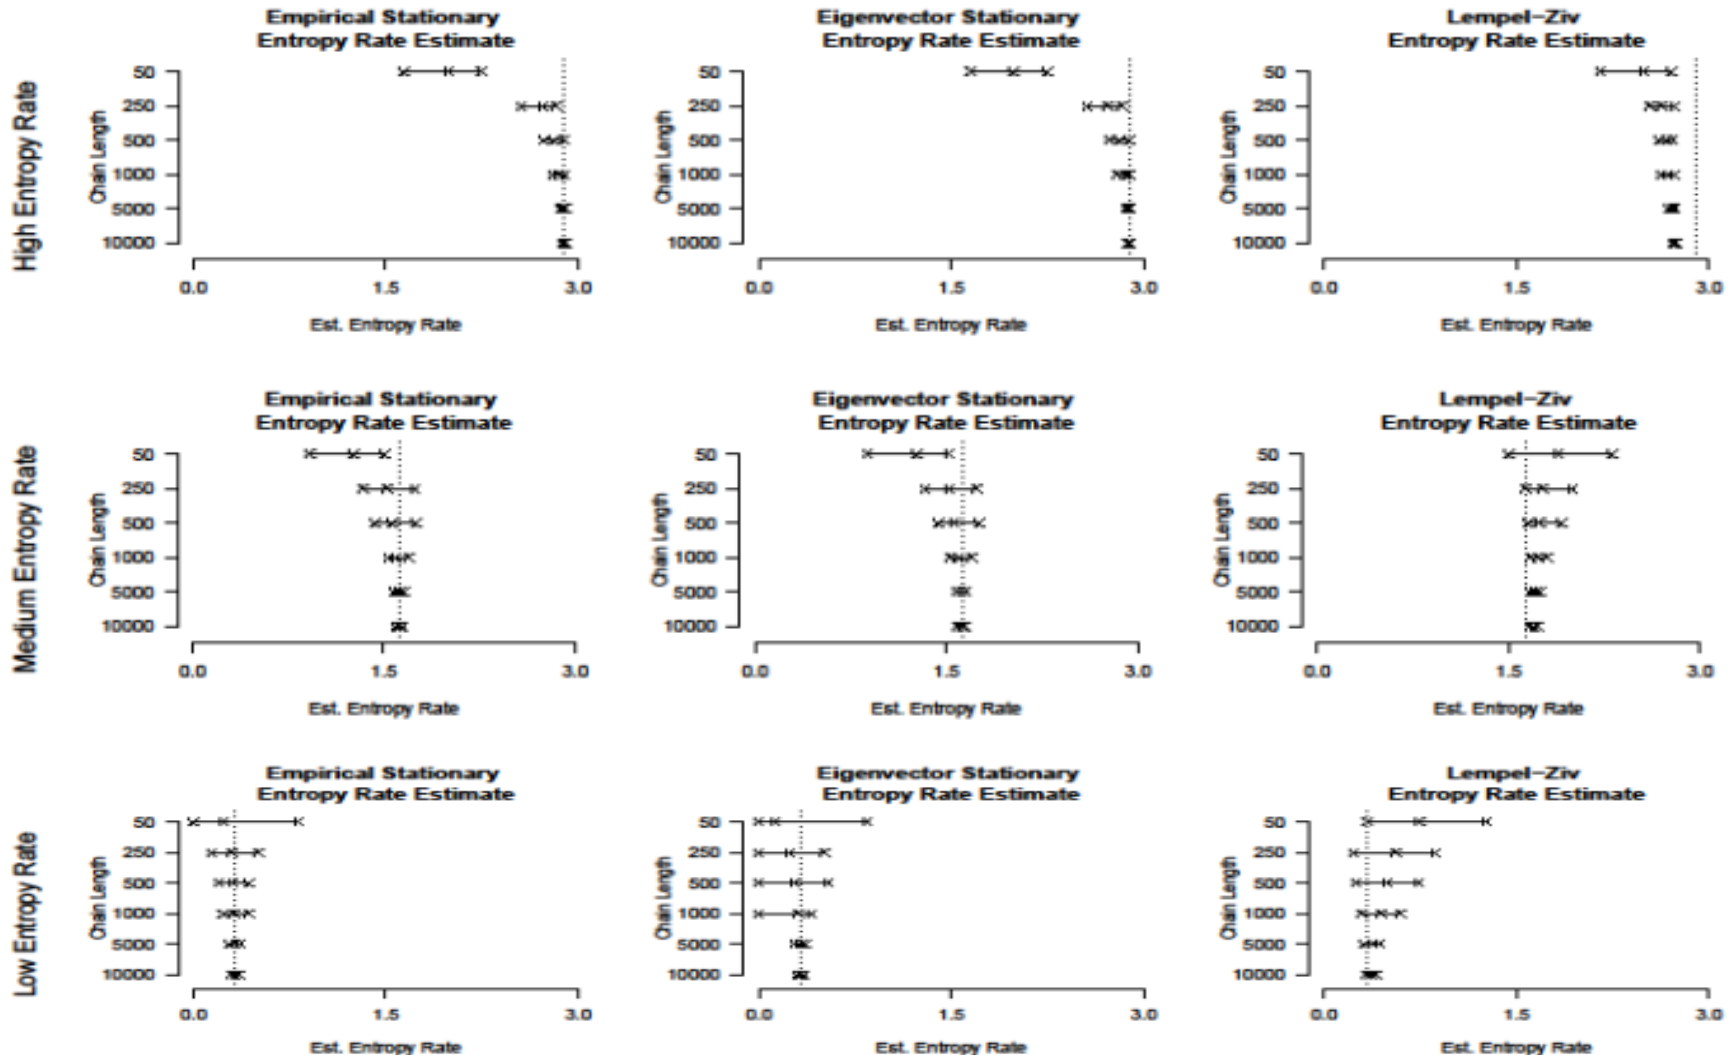 High Entropy Rate
Empirical Stationary
Entropy Rate Estimate
Chain Length
50
250
500
1000
5000
10000
0.0 1.5 3.0
Est. Entropy Rate
Eigenvector Stationary
Entropy Rate Estimate
Chain Length
50
250
500
1000
5000
10000
0.0 1.5 3.0
Est. Entropy Rate
Lempel-Ziv
Entropy Rate Estimate
Chain Length
50
250
500
1000
5000
10000
0.0 1.5 3.0
Est. Entropy Rate
Medium Entropy Rate
Empirical Stationary
Entropy Rate Estimate
Chain Length
50
250
500
1000
5000
10000
0.0 1.5 3.0
Est. Entropy Rate
Eigenvector Stationary
Entropy Rate Estimate
Chain Length
50
250
500
1000
5000
10000
0.0 1.5 3.0
Est. Entropy Rate
Lempel-Ziv
Entropy Rate Estimate
Chain Length
50
250
500
1000
5000
10000
0.0 1.5 3.0
Est. Entropy Rate
Low Entropy Rate
Empirical Stationary
Entropy Rate Estimate
Chain Length
50
250
500
1000
5000
10000
0.0 1.5 3.0
Est. Entropy Rate
Eigenvector Stationary
Entropy Rate Estimate
Chain Length
50
250
500
1000
5000
10000
0.0 1.5 3.0
Est. Entropy Rate
Lempel-Ziv
Entropy Rate Estimate
Chain Length
50
250
500
1000
5000
10000
0.0 1.5 3.0
Est. Entropy Rate